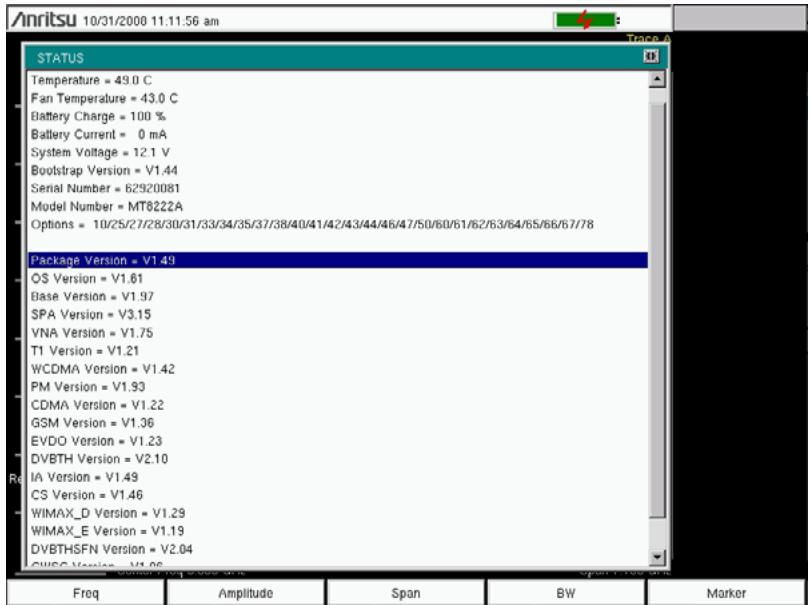 Anritsu 10/31/2008 11:11:56 am
Trace A
STATUS
Temperature = 49.0 C
Fan Temperature = 43.0 C
Battery Charge = 100 %
Battery Current = 0 mA
System Voltage = 12.1 V
Bootstrap Version = V1.44
Serial Number = 62920081
Model Number = MT8222A
Options = 10/25/27/28/30/31/33/34/35/37/38/40/41/42/43/44/46/47/50/60/61/62/63/64/65/66/67/78
Package Version = V1.49
OS Version = V1.61
Base Version = V1.97
SPA Version = V3.15
VNA Version = V1.75
T1 Version = V1.21
WCDMA Version = V1.42
PM Version = V1.93
CDMA Version = V1.22
GSM Version = V1.36
EVDO Version = V1.23
DVBTH Version = V2.10
Re
IA Version = V1.49
CS Version = V1.46
WIMAX_D Version = V1.29
WIMAX_E Version = V1.19
DVBTHSFN Version = V2.04
Freq Amplitude Span BW Marker